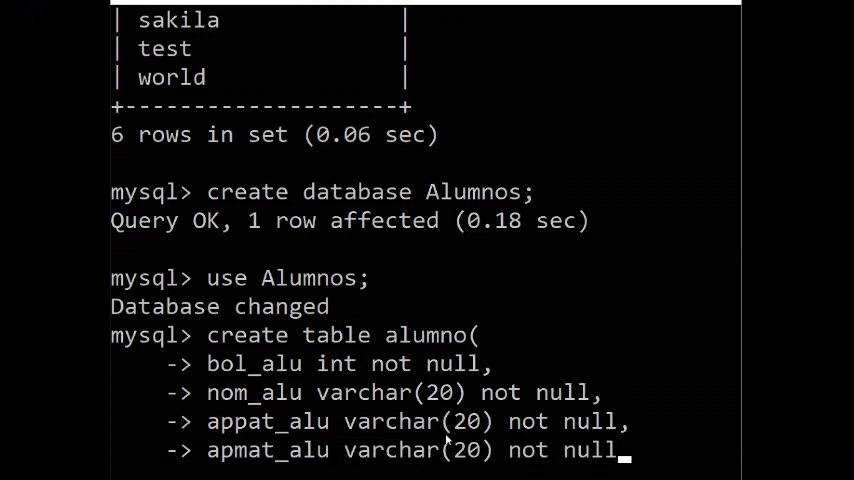 | sakila |
| test |
| world |
+--------------------+
6 rows in set (0.06 sec)
mysql> create database Alumnos;
Query OK, 1 row affected (0.18 sec)
mysql> use Alumnos;
Database changed
mysql> create table alumno(
-> bol_alu int not null,
-> nom_alu varchar(20) not null,
-> appat_alu varchar(20) not null,
-> apmat_alu varchar(20) not null_